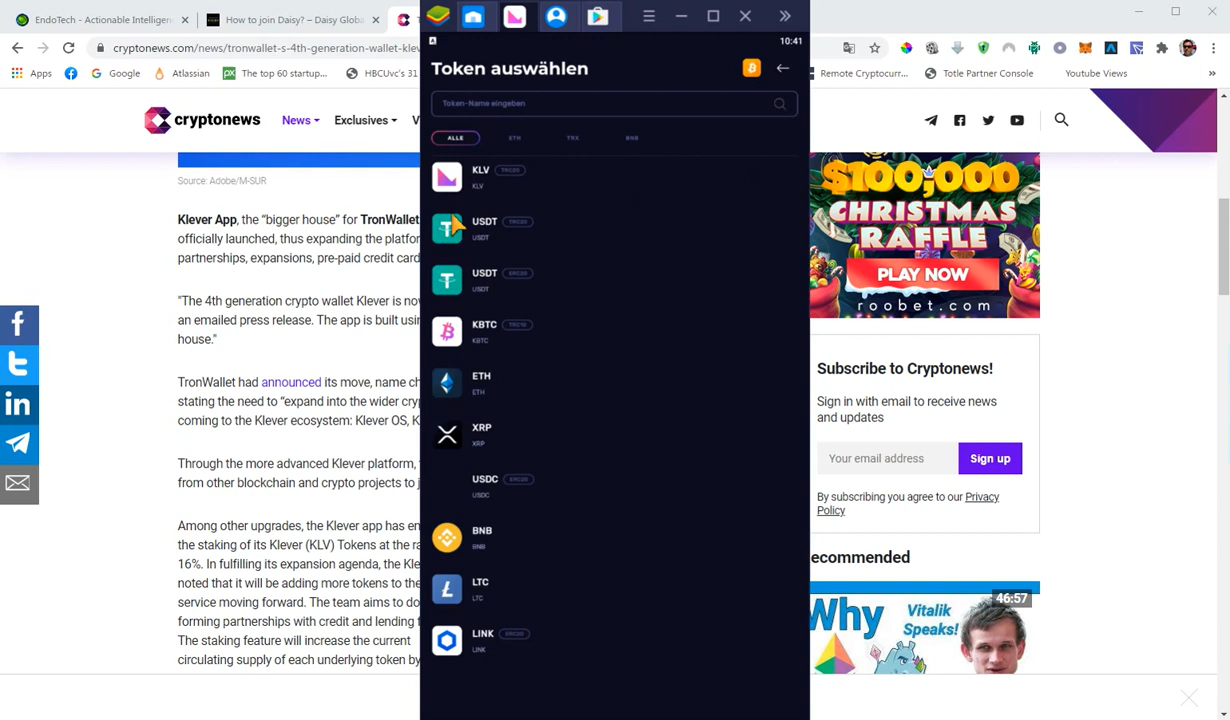 EndoTech - Actionable Intelligen
How to join Daisy? – Daisy Globa
cryptonews.com/news/tronwallet-s-4th-generation-wallet-klev
Apps
Google
Atlassian
The top 60 startup...
HBCUvc's 31
Remote Cryptocurr...
Totle Partner Console
Youtube Views
cryptonews
News
Exclusives
Source: Adobe/M-SUR
Klever App, the “bigger house” for TronWallet
officially launched, thus expanding the platfor
partnerships, expansions, pre-paid credit card
"The 4th generation crypto wallet Klever is nov
an emailed press release. The app is built usin
house."
TronWallet had announced its move, name ch
stating the need to “expand into the wider cryp
coming to the Klever ecosystem: Klever OS, K
Through the more advanced Klever platform,
from other blockchain and crypto projects to j
Among other upgrades, the Klever app has en
the staking of its Klever (KLV) Tokens at the ra
16%. In fulfilling its expansion agenda, the Kle
noted that it will be adding more tokens to the
service moving forward. The team aims to do
forming partnerships with credit and lending f
The staking feature will increase the current
circulating supply of each underlying token by
10:41
Token auswählen
Token-Name eingeben
ALLE
ETH
TRX
BNB
KLV TRC20
KLV
USDT TRC20
USDT
USDT ERC20
USDT
KBTC TRC10
KBTC
ETH
ETH
XRP
XRP
USDC ERC20
USDC
BNB
BNB
LTC
LTC
LINK ERC20
LINK
$100,000
CHRISTMAS
RAFFLE
PLAY NOW
roobet.com
Subscribe to Cryptonews!
Sign in with email to receive news
and updates
Your email address
Sign up
By subscribing you agree to our Privacy
Policy
ecommended
46:57
Why
Vitalik
Speaks!